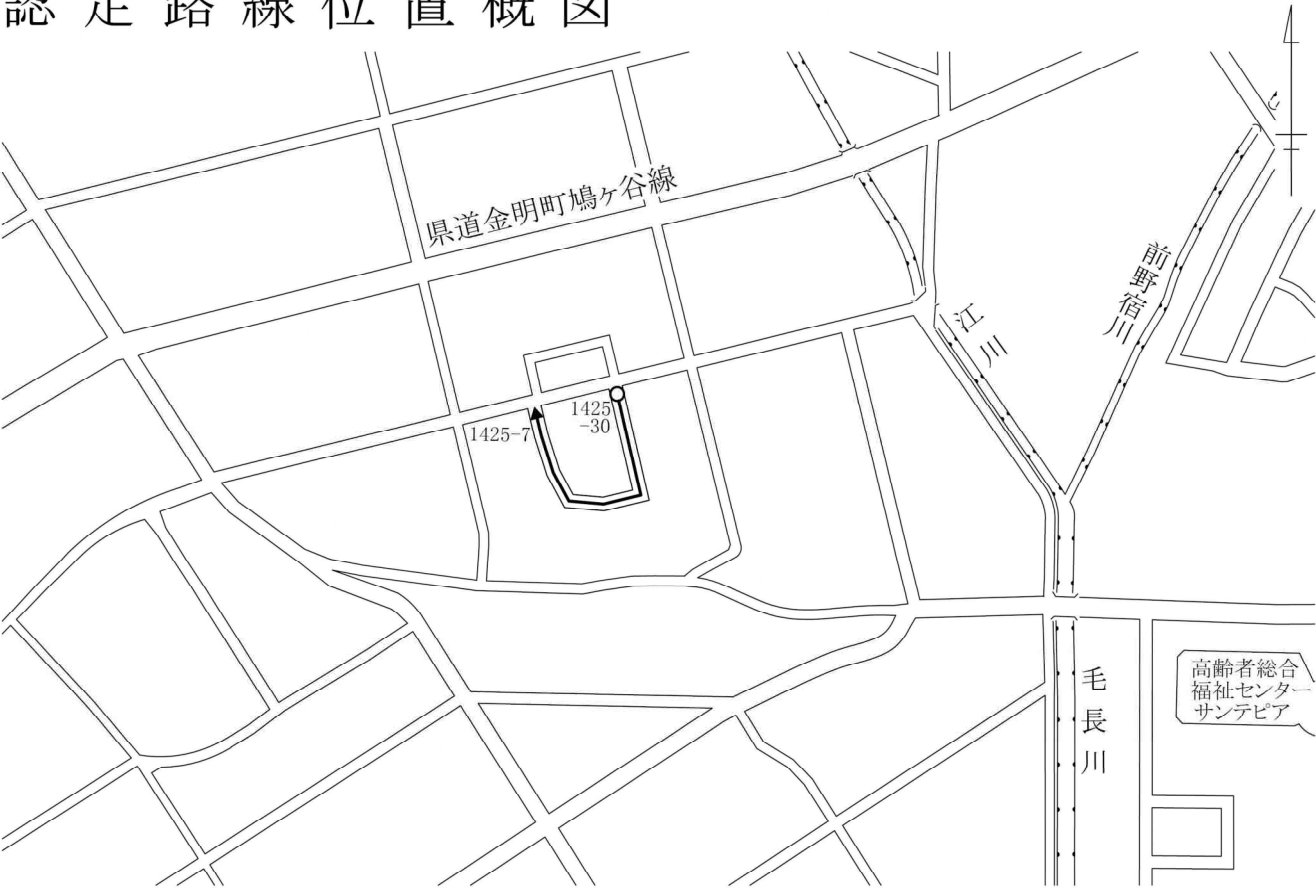 認定路線位置概図
県道金明町鳩ヶ谷線
前野宿川
江川
1425-7
1425
-30
毛長川
高齢者総合
福祉センター
サンテピア